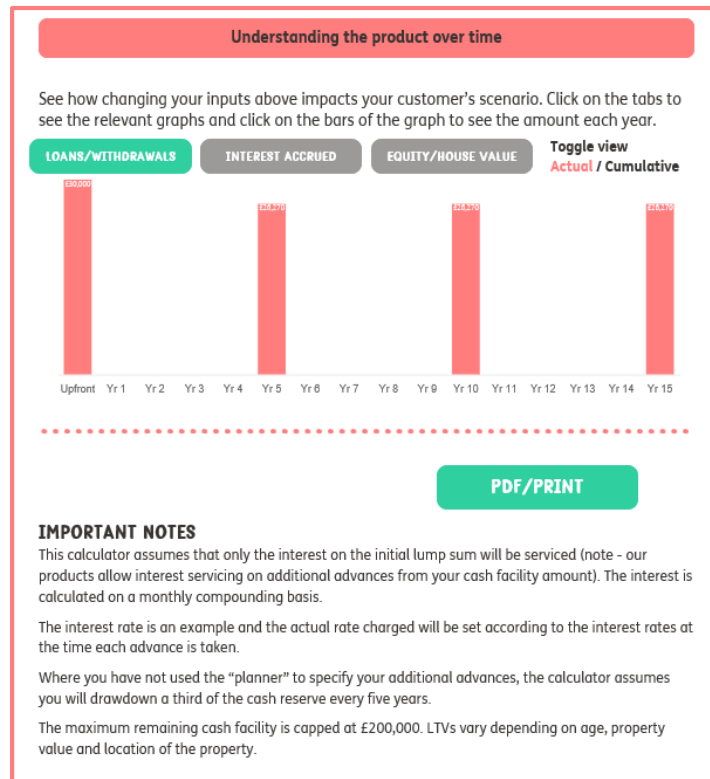 Understanding the product over time
See how changing your inputs above impacts your customer's scenario. Click on the tabs to
see the relevant graphs and click on the bars of the graph to see the amount each year.
LOANS/WITHDRAWALS
INTEREST ACCRUED
EQUITY/HOUSE VALUE
Toggle view
Actual / Cumulative
£30,000
£26,270
£26,270
£26,270
Upfront Yr 1 Yr 2 Yr 3 Yr 4 Yr 5 Yr 6 Yr 7 Yr 8 Yr 9 Yr 10 Yr 11 Yr 12 Yr 13 Yr 14 Yr 15
PDF/PRINT
IMPORTANT NOTES
This calculator assumes that only the interest on the initial lump sum will be serviced (note - our
products allow interest servicing on additional advances from your cash facility amount). The interest is
calculated on a monthly compounding basis.
The interest rate is an example and the actual rate charged will be set according to the interest rates at
the time each advance is taken.
Where you have not used the “planner” to specify your additional advances, the calculator assumes
you will drawdown a third of the cash reserve every five years.
The maximum remaining cash facility is capped at £200,000. LTVs vary depending on age, property
value and location of the property.